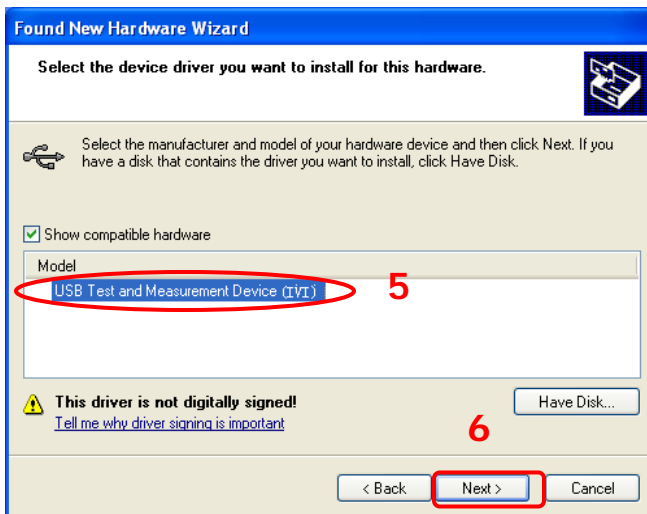 Found New Hardware Wizard
Select the device driver you want to install for this hardware.
Select the manufacturer and model of your hardware device and then click Next. If you
have a disk that contains the driver you want to install, click Have Disk.
Show compatible hardware
Model
USB Test and Measurement Device (IVI)
5
This driver is not digitally signed!
Have Disk...
Tell me why driver signing is important
6
< Back
Next >
Cancel